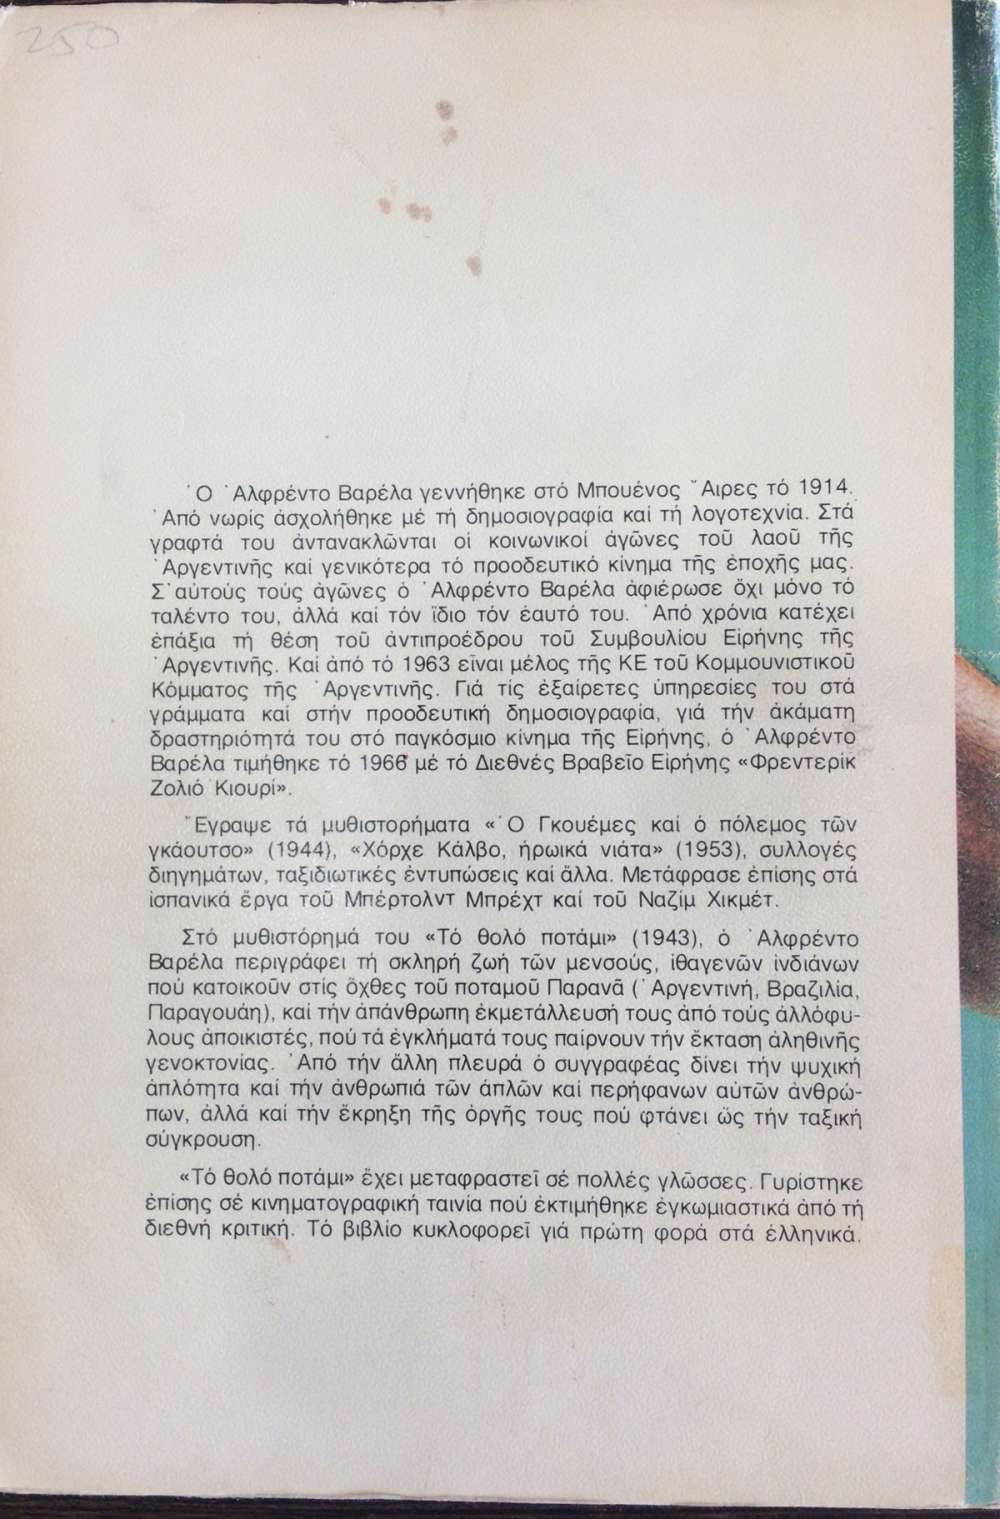 250
Ὁ Ἀλφρέντο Βαρέλα γεννήθηκε στό Μπουένος Ἄιρες τό 1914.
Ἀπό νωρίς ἀσχολήθηκε μέ τή δημοσιογραφία καί τή λογοτεχνία. Στά
γραφτά του ἀντανακλῶνται οἱ κοινωνικοί ἀγῶνες τοῦ λαοῦ τῆς
Ἀργεντινῆς καί γενικότερα τό προοδευτικό κίνημα τῆς ἐποχῆς μας.
Σ' αὐτούς τούς ἀγῶνες ὁ Ἀλφρέντο Βαρέλα ἀφιέρωσε ὄχι μόνο τό
ταλέντο του, ἀλλά καί τόν ἴδιο τόν ἑαυτό του. Ἀπό χρόνια κατέχει
ἐπάξια τή θέση τοῦ ἀντιπροέδρου τοῦ Συμβουλίου Εἰρήνης τῆς
Ἀργεντινῆς. Καί ἀπό τό 1963 εἶναι μέλος τῆς ΚΕ τοῦ Κομμουνιστικοῦ
Κόμματος τῆς Ἀργεντινῆς. Γιά τίς ἐξαίρετες ὑπηρεσίες του στά
γράμματα καί στήν προοδευτική δημοσιογραφία, γιά τήν ἀκάματη
δραστηριότητά του στό παγκόσμιο κίνημα τῆς Εἰρήνης, ὁ Ἀλφρέντο
Βαρέλα τιμήθηκε τό 1966 μέ τό Διεθνές Βραβεῖο Εἰρήνης «Φρεντερίκ
Ζολιό Κιουρί».
Ἔγραψε τά μυθιστορήματα «Ὁ Γκουέμες καί ὁ πόλεμος τῶν
γκάουτσο» (1944), «Χόρχε Κάλβο, ἡρωικά νιάτα» (1953), συλλογές
διηγημάτων, ταξιδιωτικές ἐντυπώσεις καί ἄλλα. Μετάφρασε ἐπίσης στά
ἱσπανικά ἔργα τοῦ Μπέρτολντ Μπρέχτ καί τοῦ Ναζίμ Χικμέτ.
Στό μυθιστόρημά του «Τό θολό ποτάμι» (1943), ὁ Ἀλφρέντο
Βαρέλα περιγράφει τή σκληρή ζωή τῶν μενσούς, ἰθαγενῶν ἰνδιάνων
πού κατοικοῦν στίς ὄχθες τοῦ ποταμοῦ Παρανᾶ (Ἀργεντινή, Βραζιλία,
Παραγουάη), καί τήν ἀπάνθρωπη ἐκμετάλλευσή τους ἀπό τούς ἀλλόφυ-
λους ἀποικιστές, πού τά ἐγκλήματά τους παίρνουν τήν ἔκταση ἀληθινῆς
γενοκτονίας. Ἀπό τήν ἄλλη πλευρά ὁ συγγραφέας δίνει τήν ψυχική
ἁπλότητα καί τήν ἀνθρωπιά τῶν ἁπλῶν καί περήφανων αὐτῶν ἀνθρώ-
πων, ἀλλά καί τήν ἔκρηξη τῆς ὀργῆς τους πού φτάνει ὡς τήν ταξική
σύγκρουση.
«Τό θολό ποτάμι» ἔχει μεταφραστεῖ σέ πολλές γλῶσσες. Γυρίστηκε
ἐπίσης σέ κινηματογραφική ταινία πού ἐκτιμήθηκε ἐγκωμιαστικά ἀπό τή
διεθνή κριτική. Τό βιβλίο κυκλοφορεῖ γιά πρώτη φορά στά ἑλληνικά.